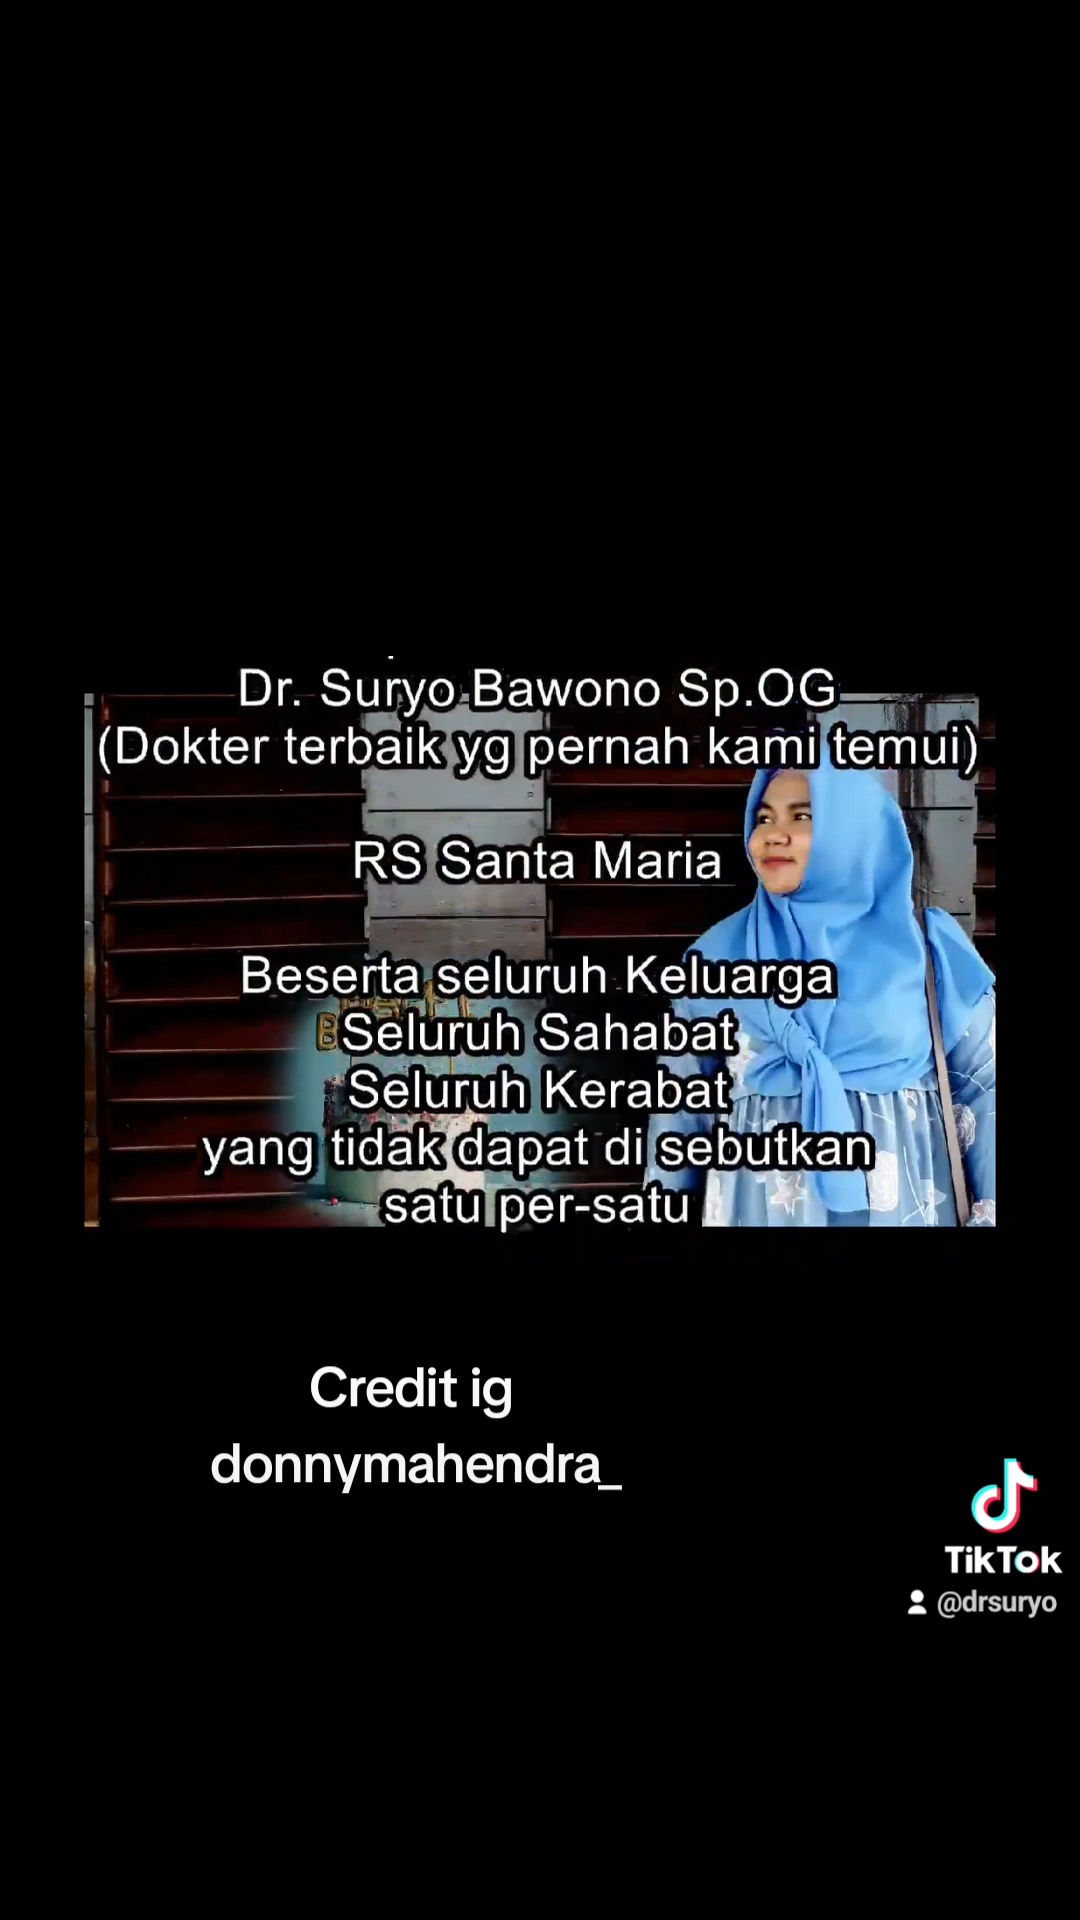 Dr. Suryo Bawono Sp.OG
(Dokter terbaik yg pernah kami temui)
RS Santa Maria
Beserta seluruh Keluarga
Seluruh Sahabat
Seluruh Kerabat
yang tidak dapat di sebutkan
satu per-satu
Credit ig
donnymahendra_
TikTok
@drsuryo